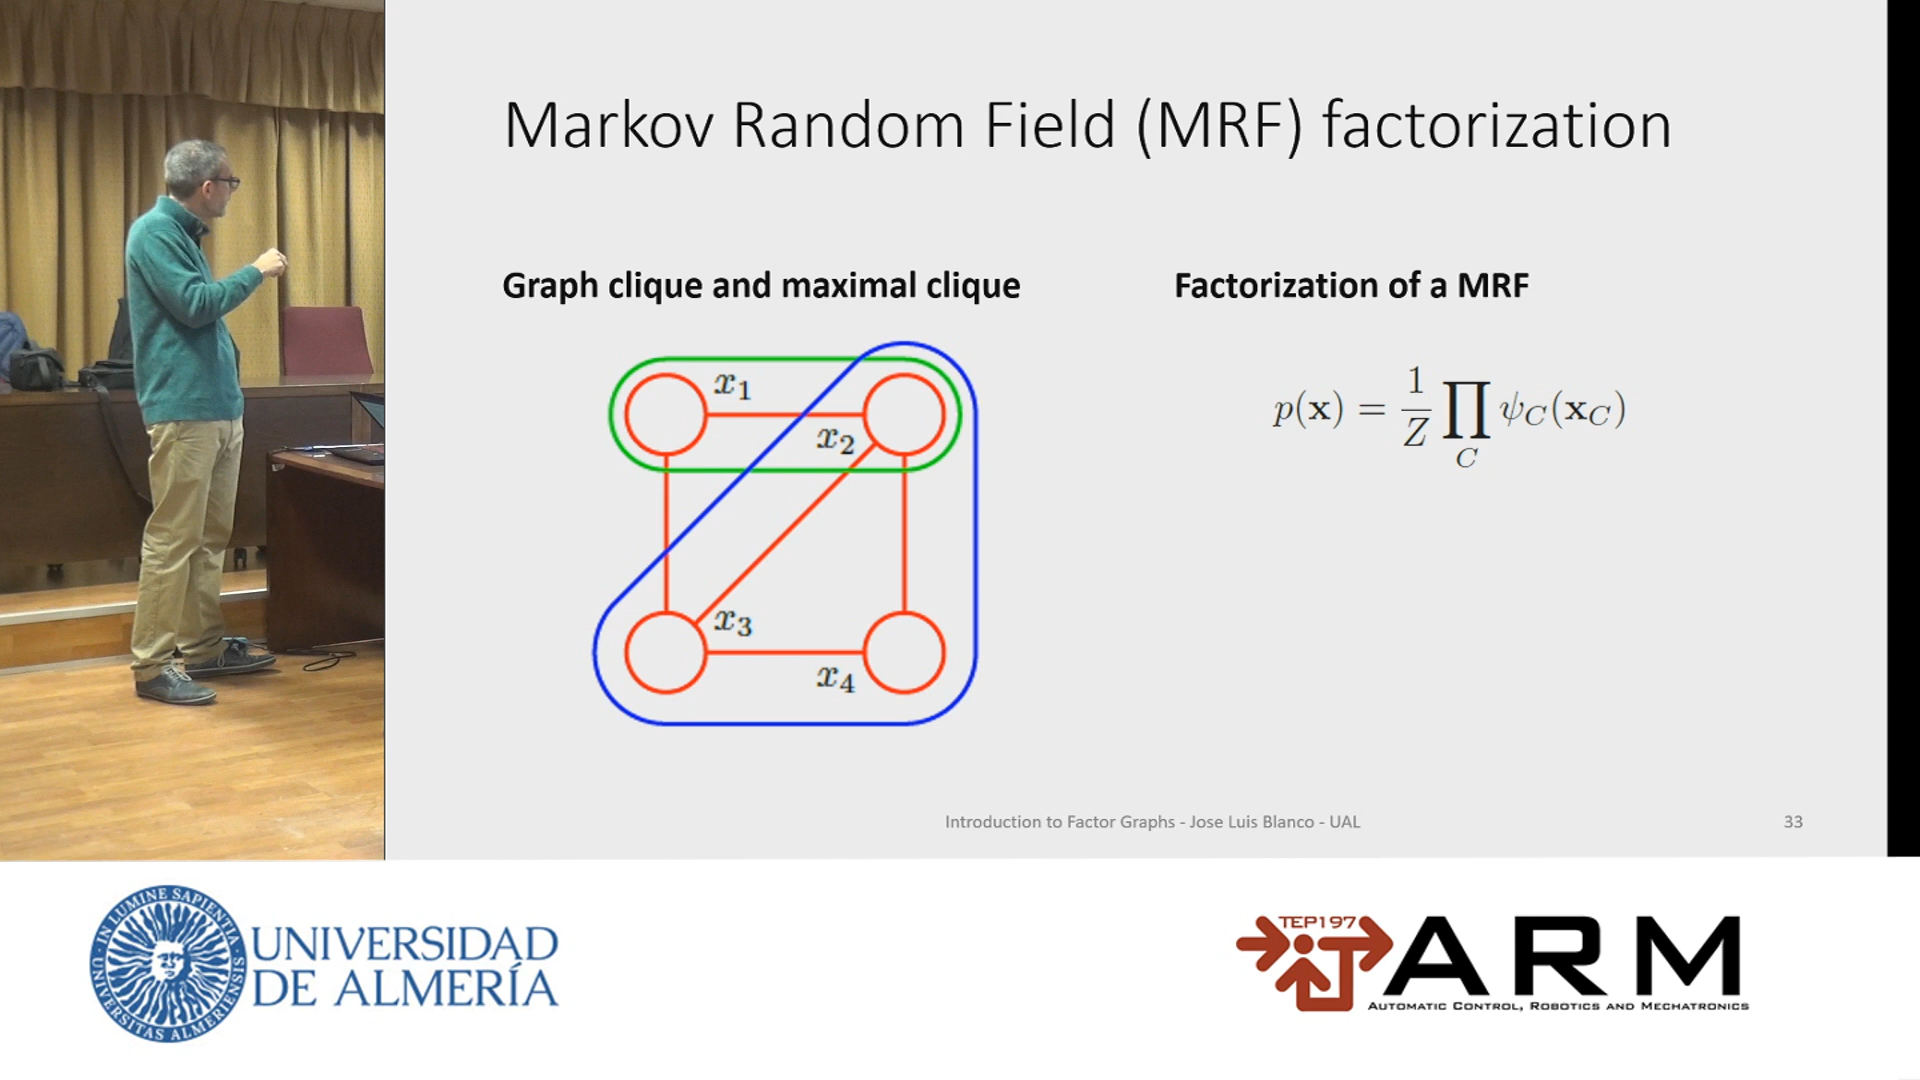 Markov Random Field (MRF) factorization
Graph clique and maximal clique
x₁
x₂
x₃
x₄
Factorization of a MRF
p(𝐱) = 1/Z ∏_C ψ_C(𝐱_C)
Introduction to Factor Graphs - Jose Luis Blanco - UAL
33
IN LUMINE SAPIENTIA
UNIVERSITAS ALMERIENSIS
UNIVERSIDAD
DE ALMERÍA
TEP197
ARM
AUTOMATIC CONTROL, ROBOTICS AND MECHATRONICS